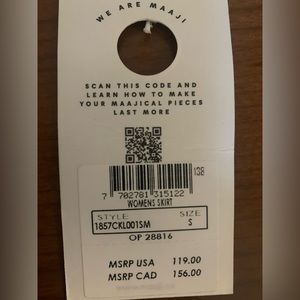 WE ARE MAAJI
SCAN THIS CODE AND
LEARN HOW TO MAKE
YOUR MAAJICAL PIECES
LAST MORE
138
7 702781 315122
WOMENS SKIRT
STYLE SIZE
1857CKL001SM S
OP 28816
MSRP USA 119.00
MSRP CAD 156.00